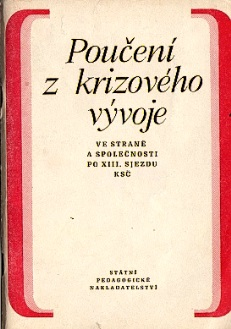 Poučení
z krizového
vývoje
VE STRANĚ
A SPOLEČNOSTI
PO XIII. SJEZDU
KSČ
STÁTNÍ
PEDAGOGICKÉ
NAKLADATELSTVÍ